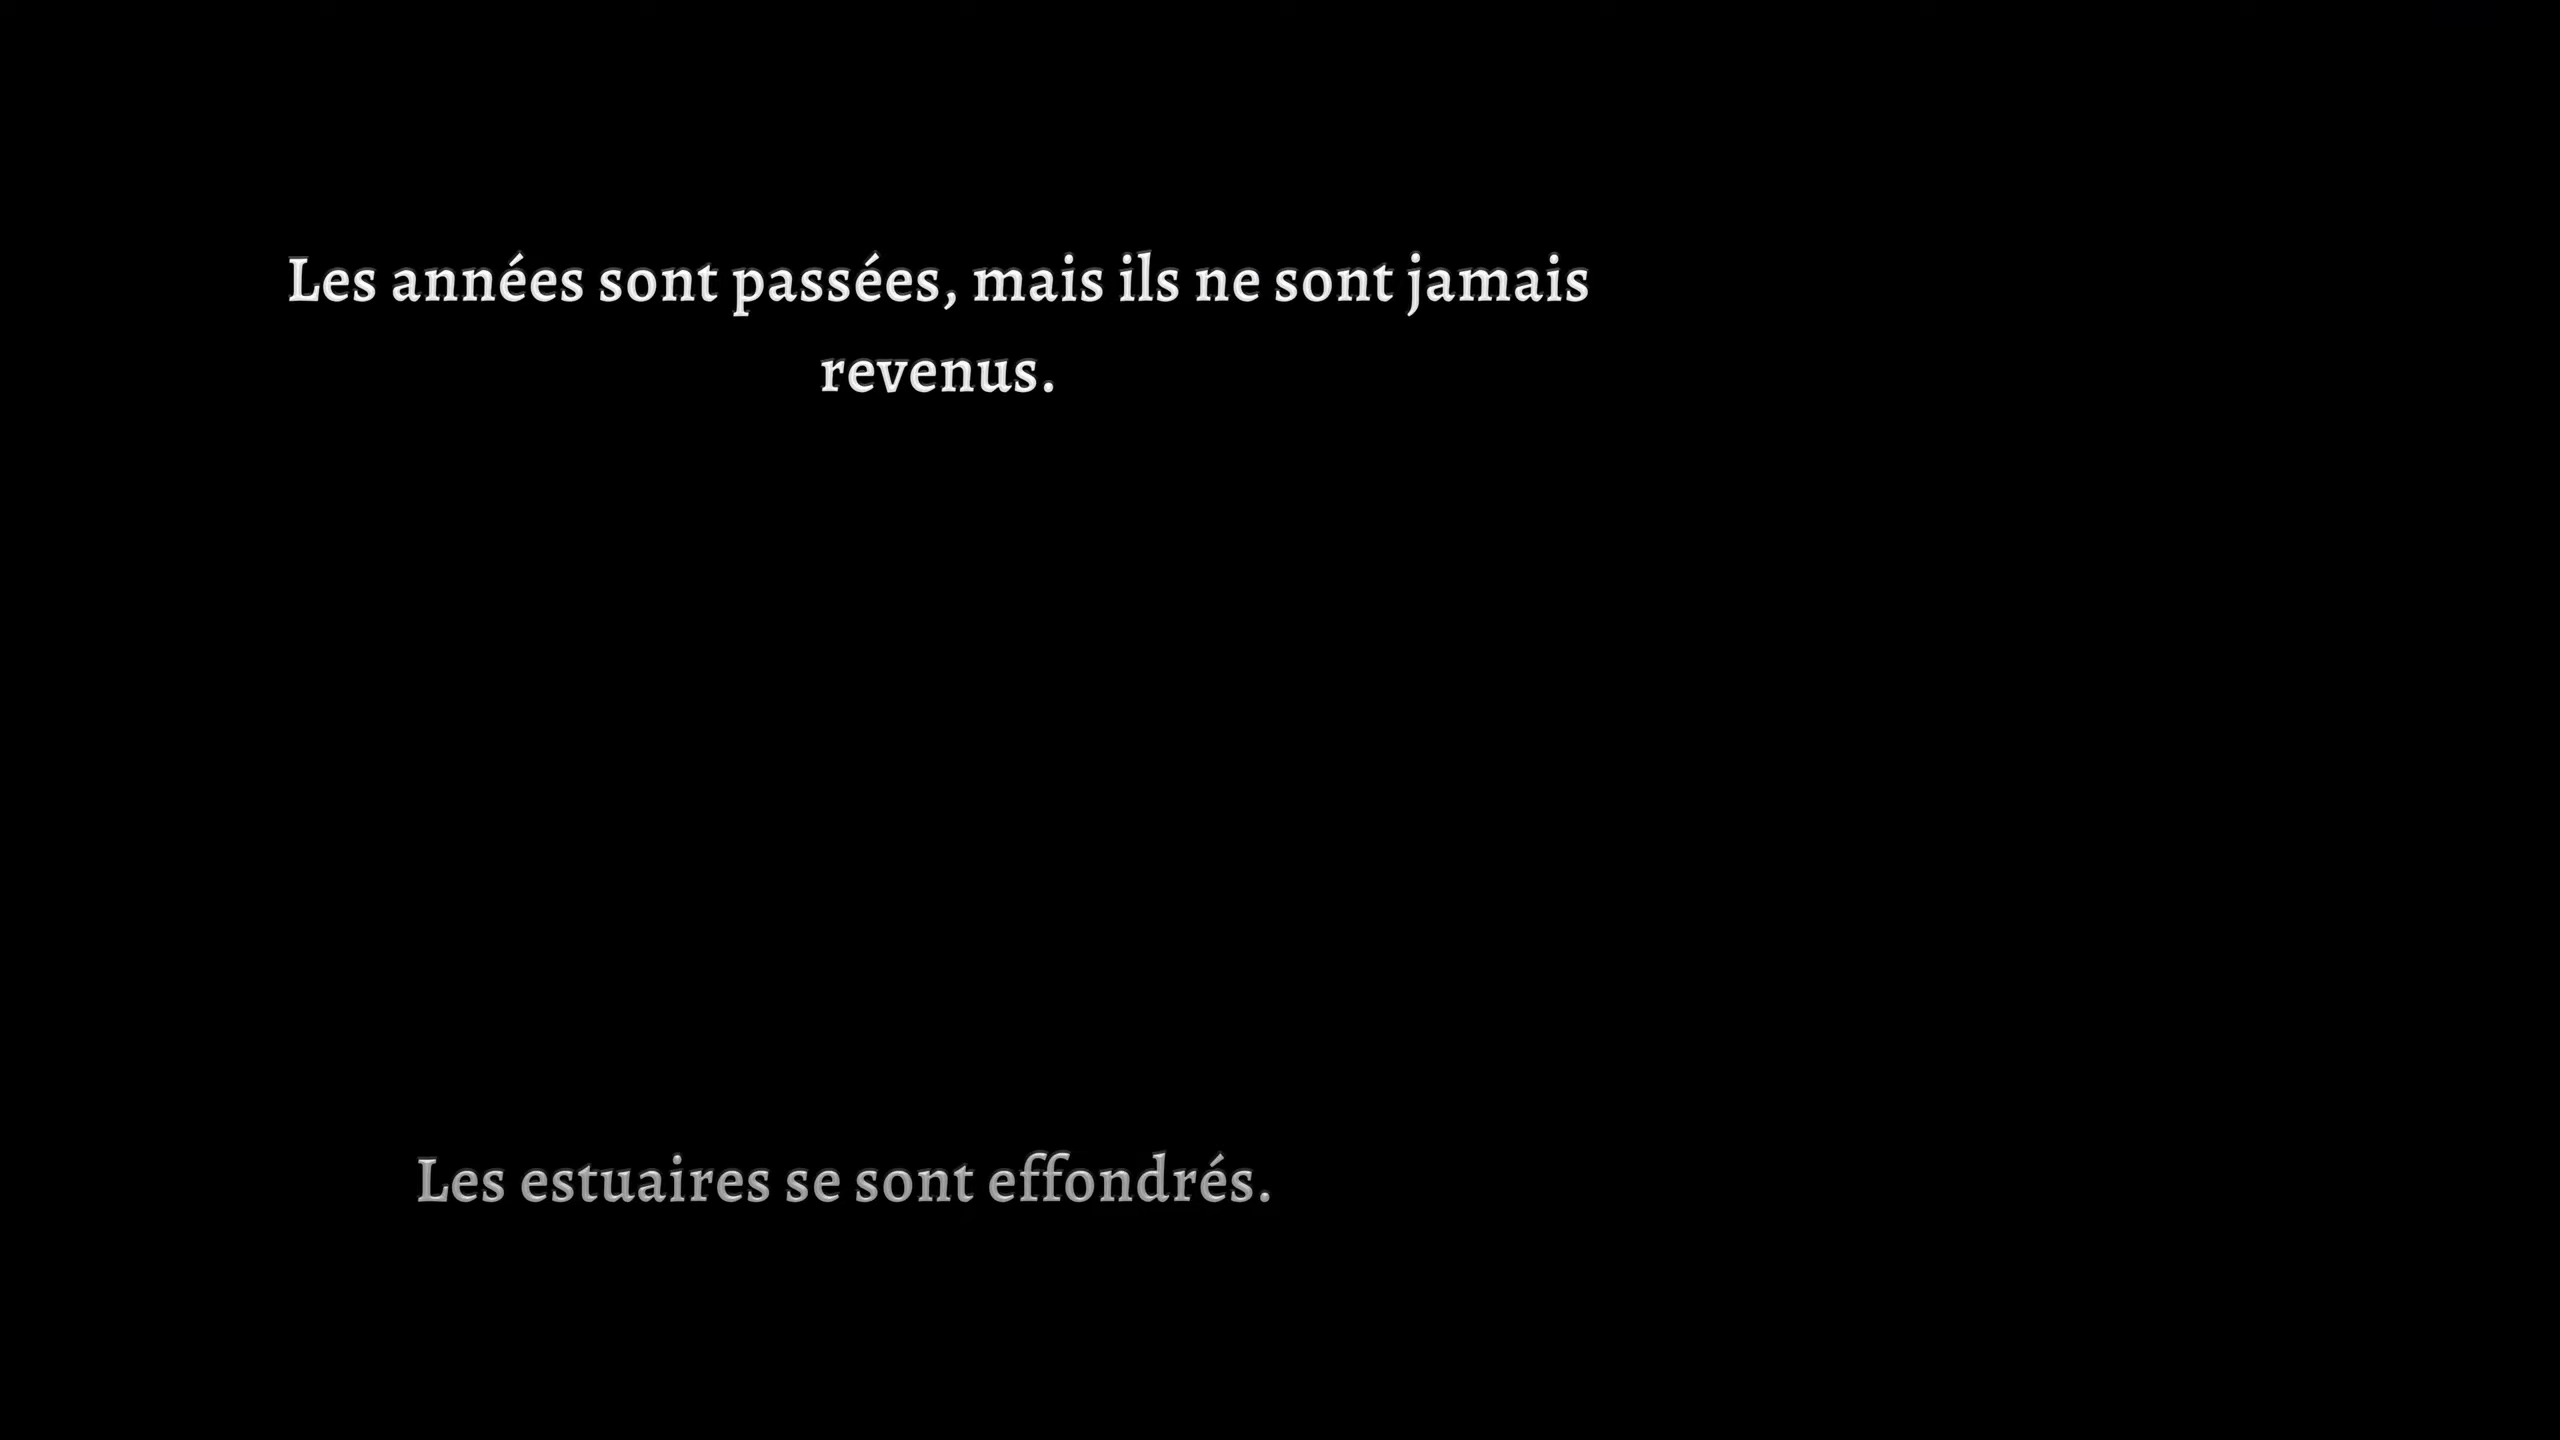 Les années sont passées, mais ils ne sont jamais
revenus.
Les estuaires se sont effondrés.